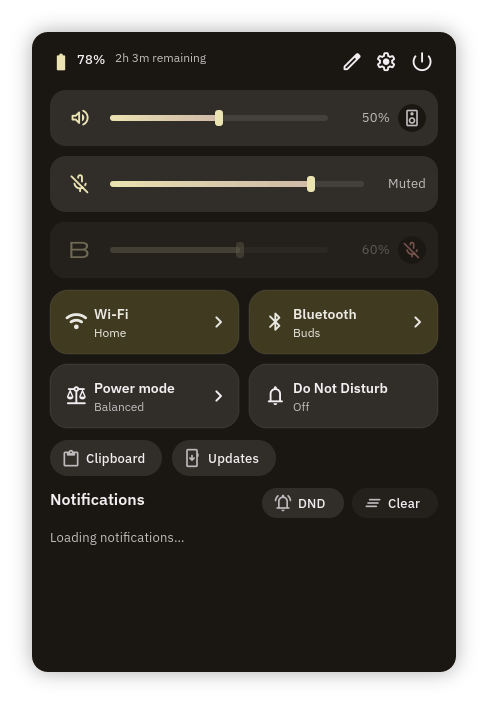 78% 2h 3m remaining
50%
Muted
60%
Wi-Fi
Home
Bluetooth
Buds
Power mode
Balanced
Do Not Disturb
Off
Clipboard
Updates
Notifications
DND
Clear
Loading notifications...